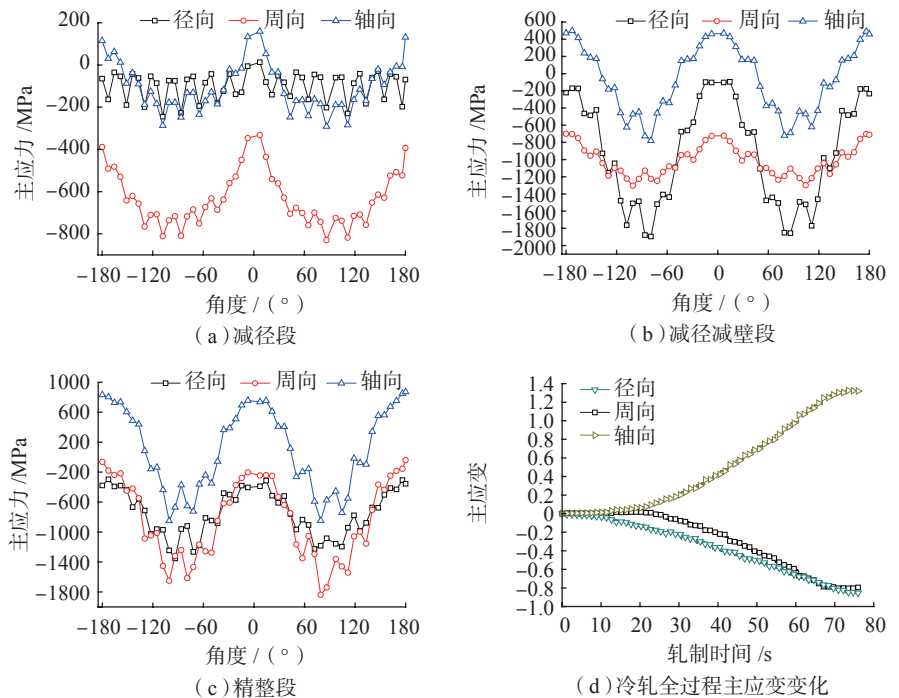 径向 周向 轴向
200
0
−200
−400
−600
−800
主应力 /MPa
−180 −120 −60 0 60 120 180
角度 /（°）
（a）减径段
径向 周向 轴向
600
400
200
0
−200
−400
−600
−800
−1000
−1200
−1400
−1600
−1800
−2000
主应力 /MPa
−180 −120 −60 0 60 120 180
角度 /（°）
（b）减径减壁段
径向 周向 轴向
1000
600
200
−200
−600
−1000
−1400
−1800
主应力 /MPa
−180 −120 −60 0 60 120 180
角度 /（°）
（c）精整段
径向
周向
轴向
1.4
1.2
1.0
0.8
0.6
0.4
0.2
0
−0.2
−0.4
−0.6
−0.8
−1.0
主应变
0 10 20 30 40 50 60 70 80
轧制时间 /s
（d）冷轧全过程主应变变化